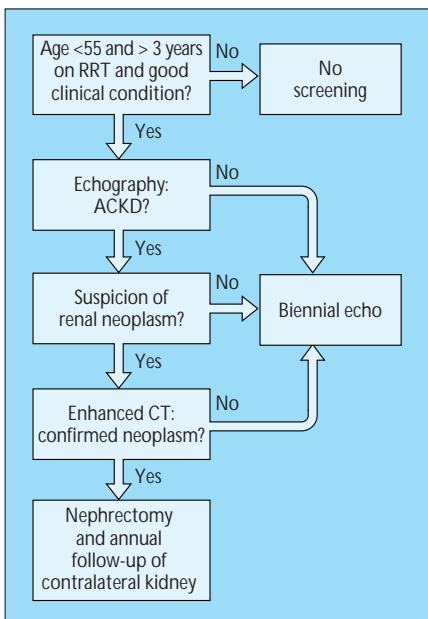 Age <55 and > 3 years
on RRT and good
clinical condition?
No
No
screening
Yes
Echography:
ACKD?
No
Yes
Suspicion of
renal neoplasm?
No
Biennial echo
Yes
Enhanced CT:
confirmed neoplasm?
No
Yes
Nephrectomy
and annual
follow-up of
contralateral kidney